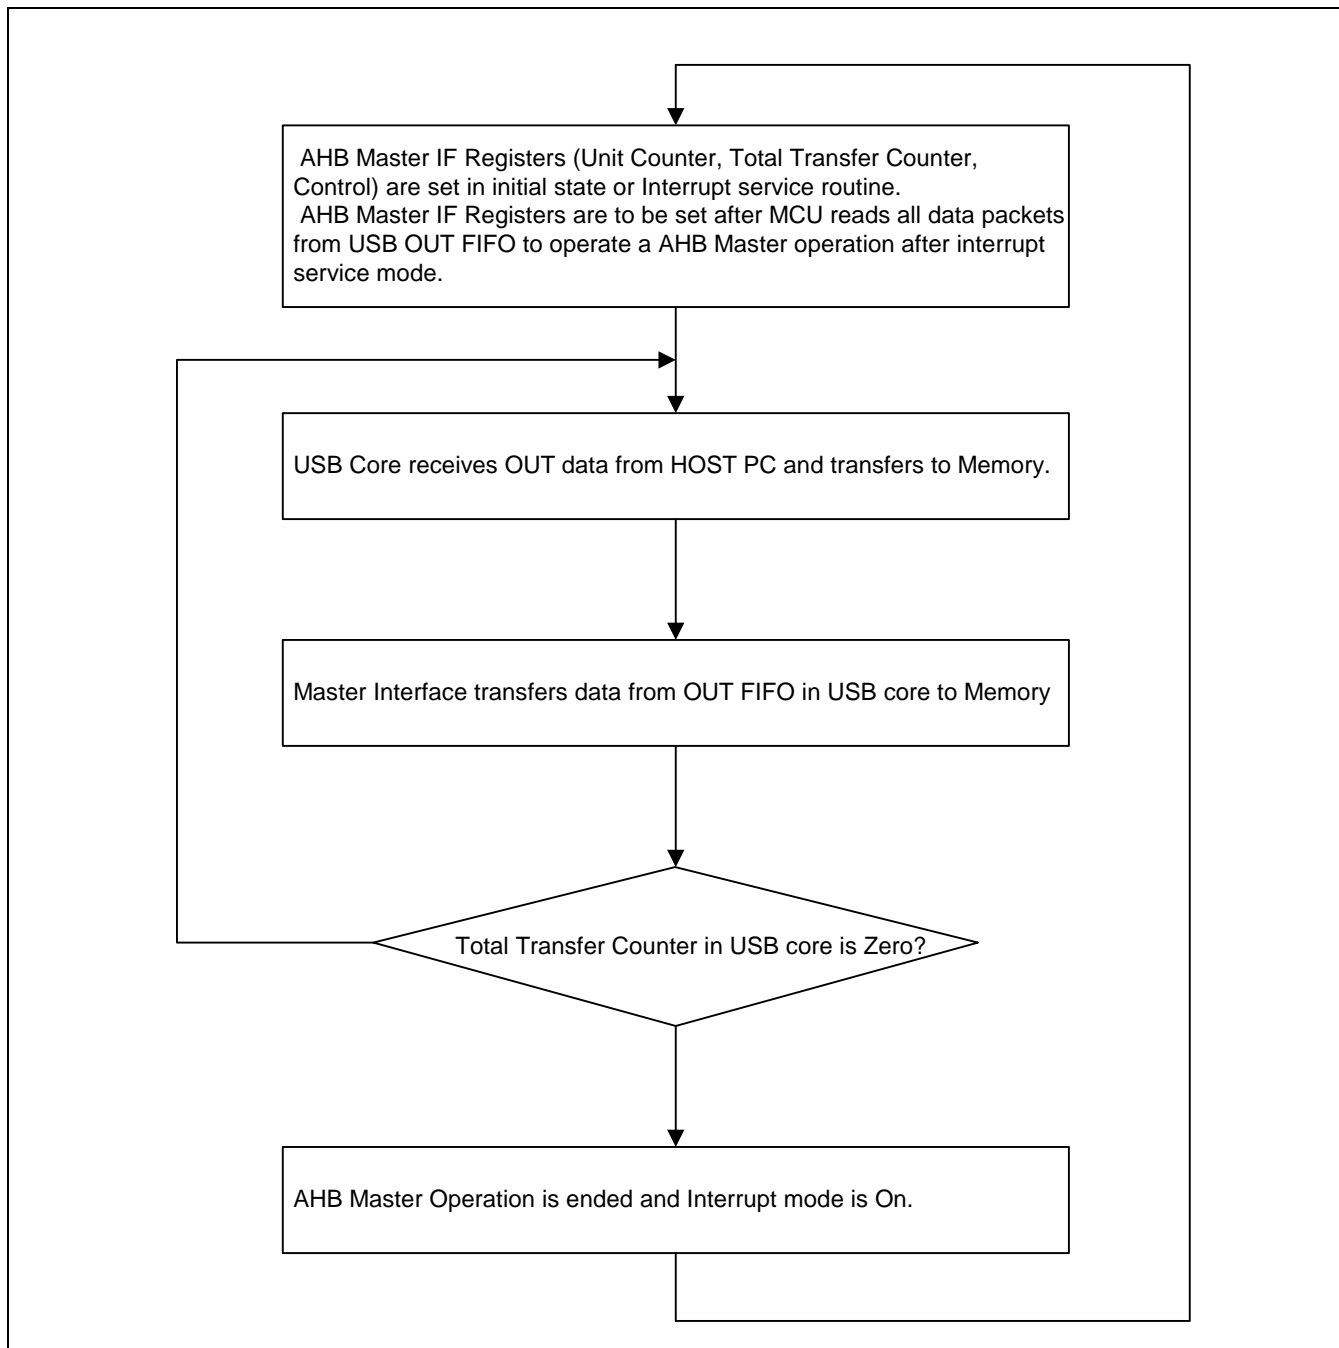 AHB Master IF Registers (Unit Counter, Total Transfer Counter,
Control) are set in initial state or Interrupt service routine.
AHB Master IF Registers are to be set after MCU reads all data packets
from USB OUT FIFO to operate a AHB Master operation after interrupt
service mode.
USB Core receives OUT data from HOST PC and transfers to Memory.
Master Interface transfers data from OUT FIFO in USB core to Memory
Total Transfer Counter in USB core is Zero?
AHB Master Operation is ended and Interrupt mode is On.